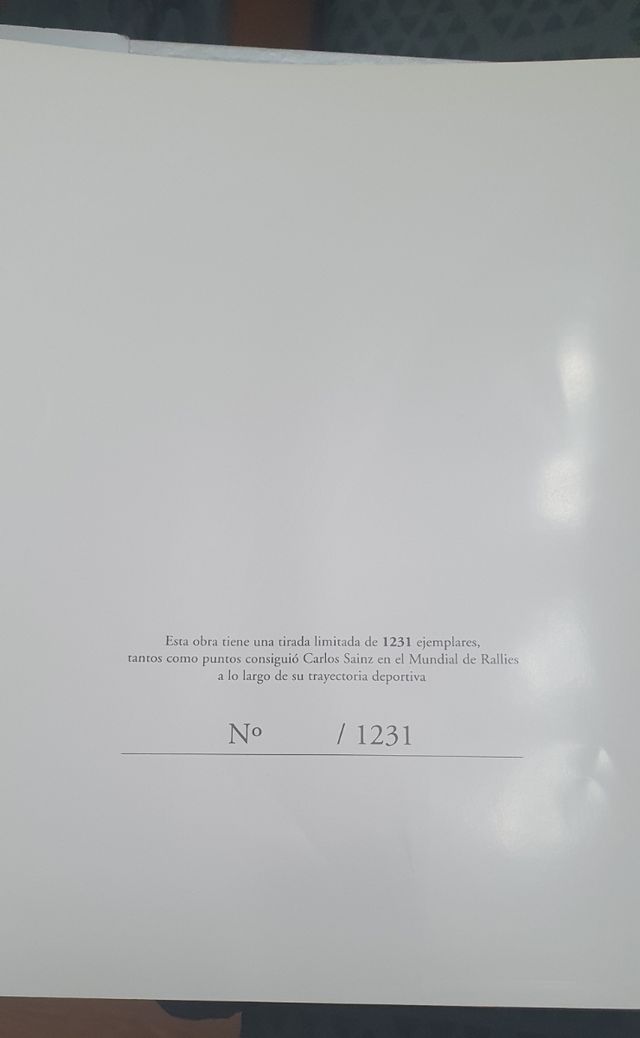 Esta obra tiene una tirada limitada de 1231 ejemplares,
tantos como puntos consiguió Carlos Sainz en el Mundial de Rallies
a lo largo de su trayectoria deportiva
Nº / 1231